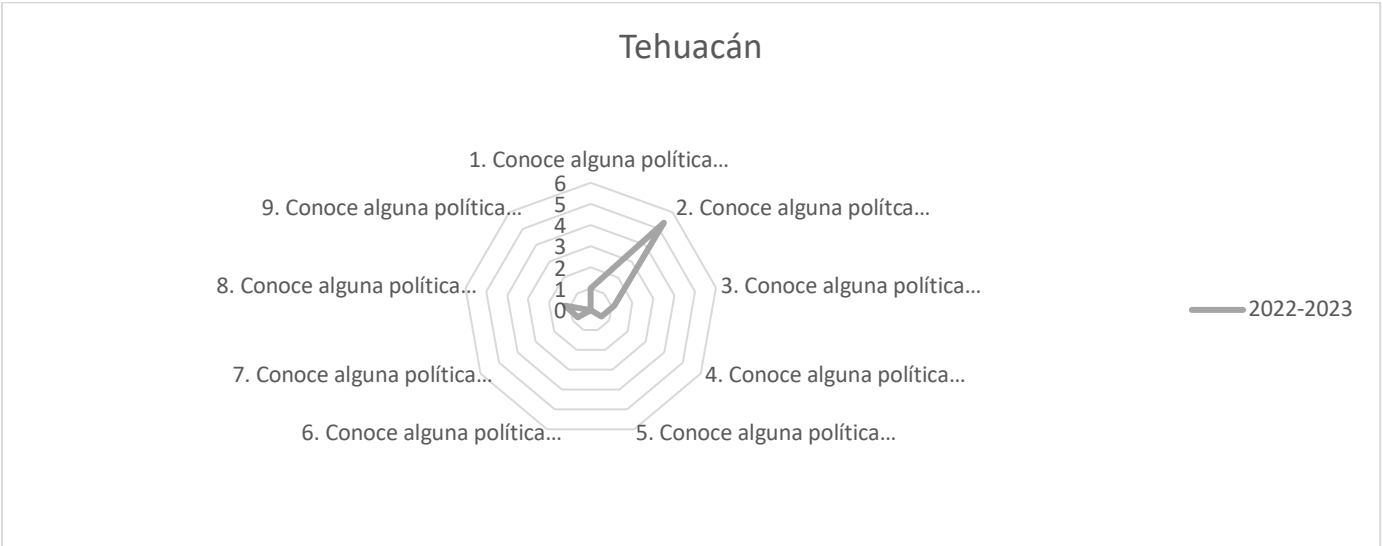 Tehuacán
1. Conoce alguna política...
6
5
4
3
2
1
0
2. Conoce alguna polítca...
3. Conoce alguna política...
4. Conoce alguna política...
5. Conoce alguna política...
6. Conoce alguna política...
7. Conoce alguna política...
8. Conoce alguna política...
9. Conoce alguna política...
2022-2023